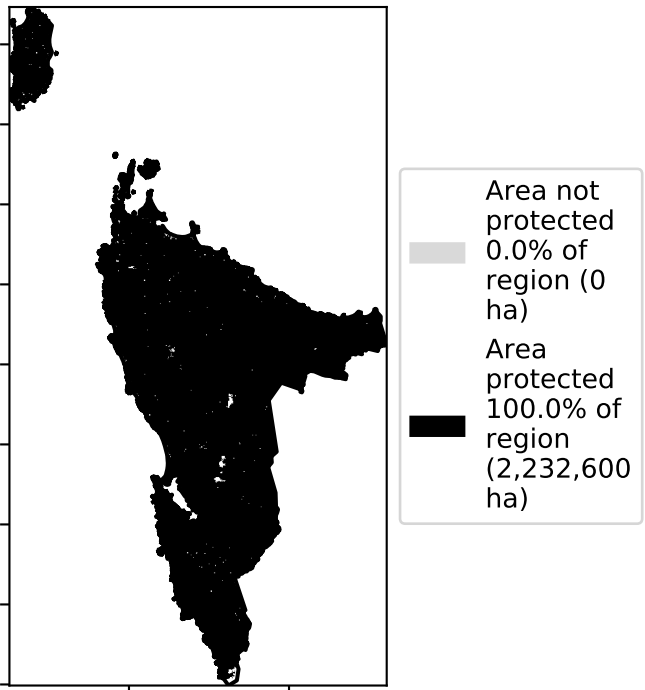 Area not
protected
0.0% of
region (0
ha)
Area
protected
100.0% of
region
(2,232,600
ha)